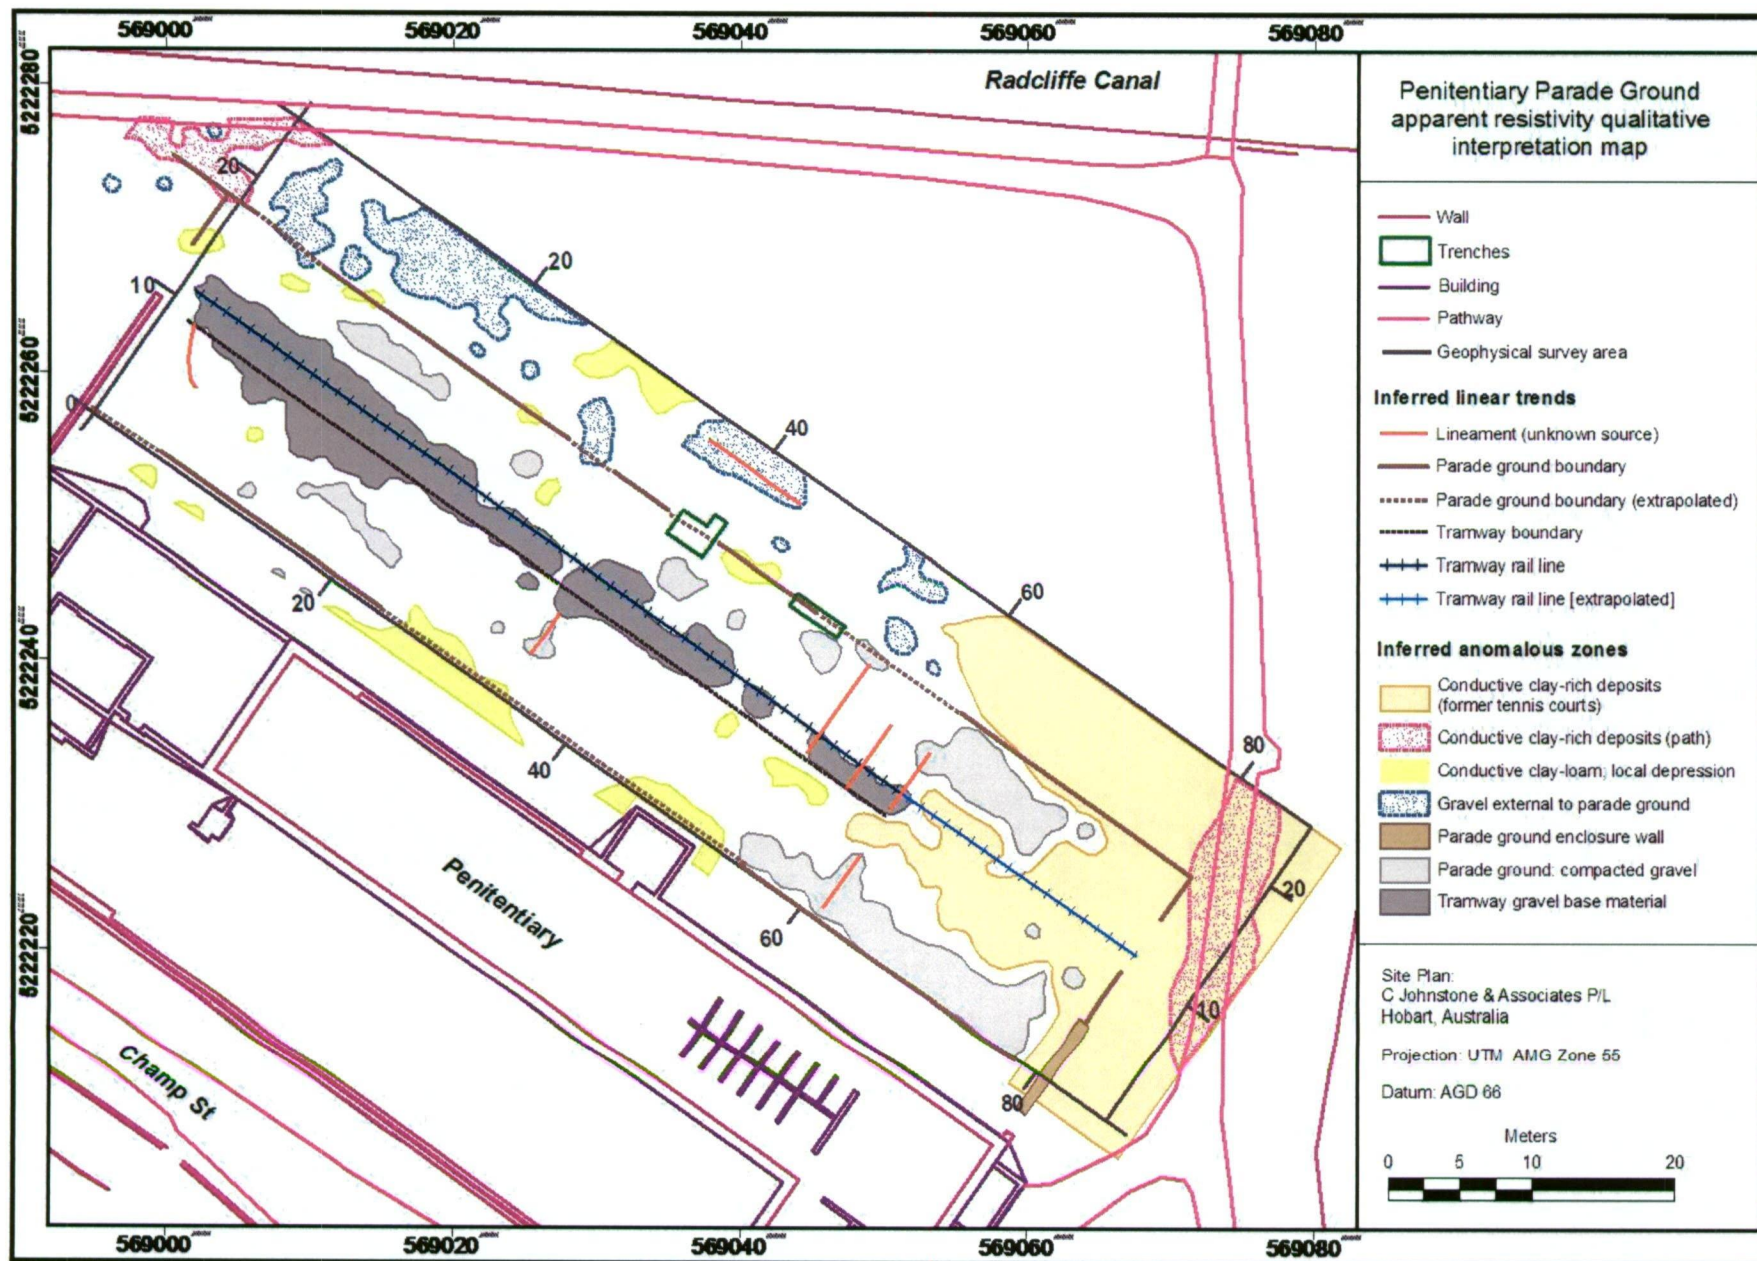 569000 569020 569040 569060 569080
5222280
5222260
5222240
5222220
Radcliffe Canal
20
10
0
20
40
60
80
20
10
20
40
60
80
Penitentiary
Champ St
569000 569020 569040 569060 569080
Penitentiary Parade Ground
apparent resistivity qualitative
interpretation map
Wall
Trenches
Building
Pathway
Geophysical survey area
Inferred linear trends
Lineament (unknown source)
Parade ground boundary
Parade ground boundary (extrapolated)
Tramway boundary
Tramway rail line
Tramway rail line [extrapolated]
Inferred anomalous zones
Conductive clay-rich deposits
(former tennis courts)
Conductive clay-rich deposits (path)
Conductive clay-loam; local depression
Gravel external to parade ground
Parade ground enclosure wall
Parade ground: compacted gravel
Tramway gravel base material
Site Plan:
C Johnstone & Associates P/L
Hobart, Australia
Projection: UTM AMG Zone 55
Datum: AGD 66
Meters
0 5 10 20